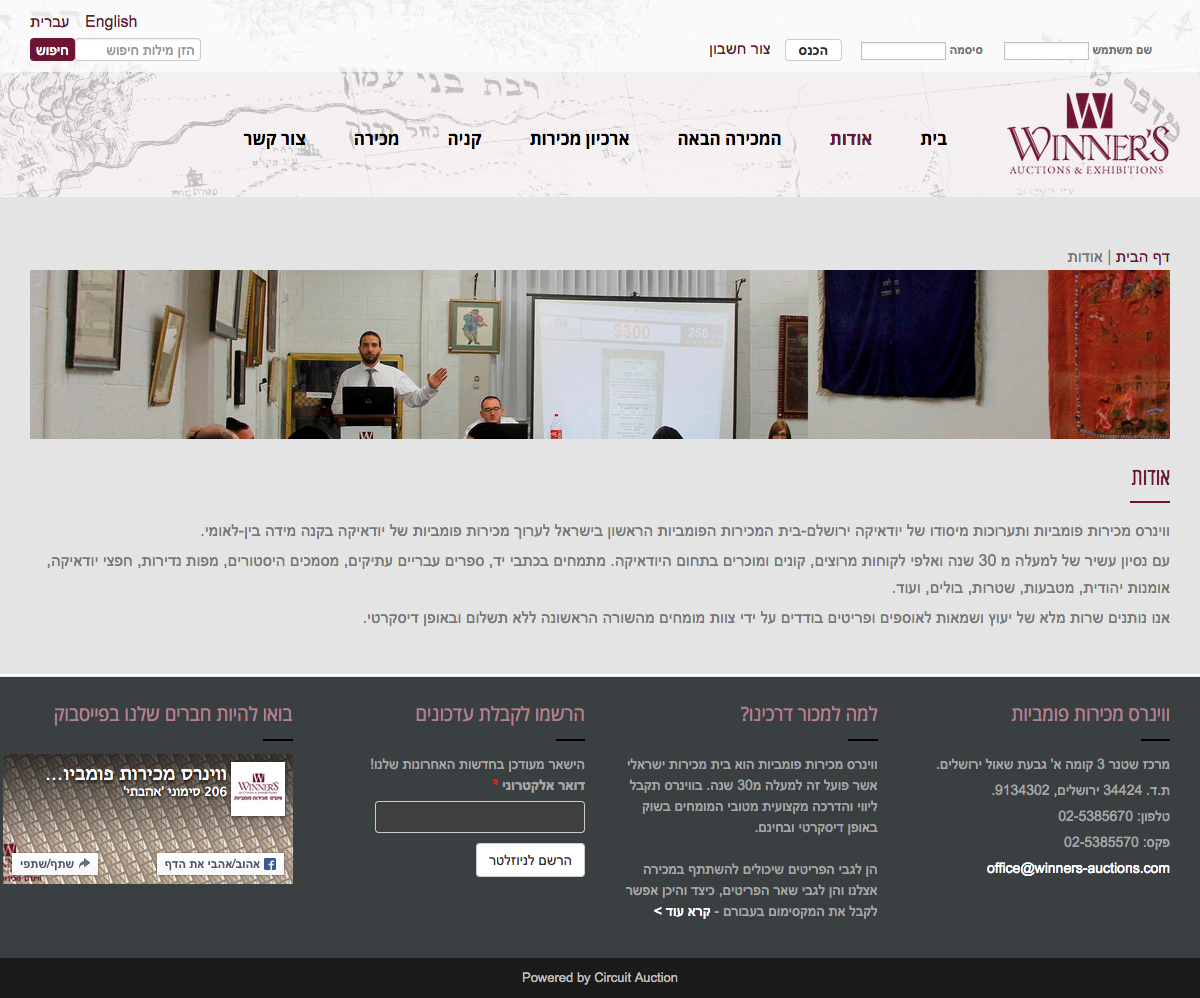 עברית English
חיפוש הזן מילות חיפוש
שם משתמש סיסמה הכנס צור חשבון
רבת בני עמון
נחל
WINNER'S
AUCTIONS & EXHIBITIONS
בית אודות המכירה הבאה ארכיון מכירות קניה מכירה צור קשר
דף הבית | אודות
$300 256
אודות
ווינרס מכירות פומביות ותערוכות מיסודו של יודאיקה ירושלם-בית המכירות הפומביות הראשון בישראל לערוך מכירות פומביות של יודאיקה בקנה מידה בין-לאומי.
עם נסיון עשיר של למעלה מ 30 שנה ואלפי לקוחות מרוצים, קונים ומוכרים בתחום היודאיקה. מתמחים בכתבי יד, ספרים עבריים עתיקים, מסמכים היסטורים, מפות נדירות, חפצי יודאיקה,
אומנות יהודית, מטבעות, שטרות, בולים, ועוד.
אנו נותנים שרות מלא של יעוץ ושמאות לאוספים ופריטים בודדים על ידי צוות מומחים מהשורה הראשונה ללא תשלום ובאופן דיסקרטי.
ווינרס מכירות פומביות
מרכז שטנר 3 קומה א' גבעת שאול ירושלים.
ת.ד. 34424 ירושלים, 9134302.
טלפון: 02-5385670
פקס: 02-5385570
office@winners-auctions.com
למה למכור דרכינו?
ווינרס מכירות פומביות הוא בית מכירות ישראלי
אשר פועל זה למעלה מ30 שנה. בווינרס תקבל
ליווי והדרכה מקצועית מטובי המומחים בשוק
באופן דיסקרטי ובחינם.
הן לגבי הפריטים שיכולים להשתתף במכירה
אצלנו והן לגבי שאר הפריטים, כיצד והיכן אפשר
לקבל את המקסימום בעבורם - קרא עוד >
הרשמו לקבלת עדכונים
הישאר מעודכן בחדשות האחרונות שלנו!
דואר אלקטרוני *
הרשם לניוזלטר
בואו להיות חברים שלנו בפייסבוק
ווינרס מכירות פומביו...
206 סימוני 'אהבתי'
WINNER'S
ווינרס מכירות פומביות
אהוב/אהבי את הדף שתף/שתפי
Powered by Circuit Auction